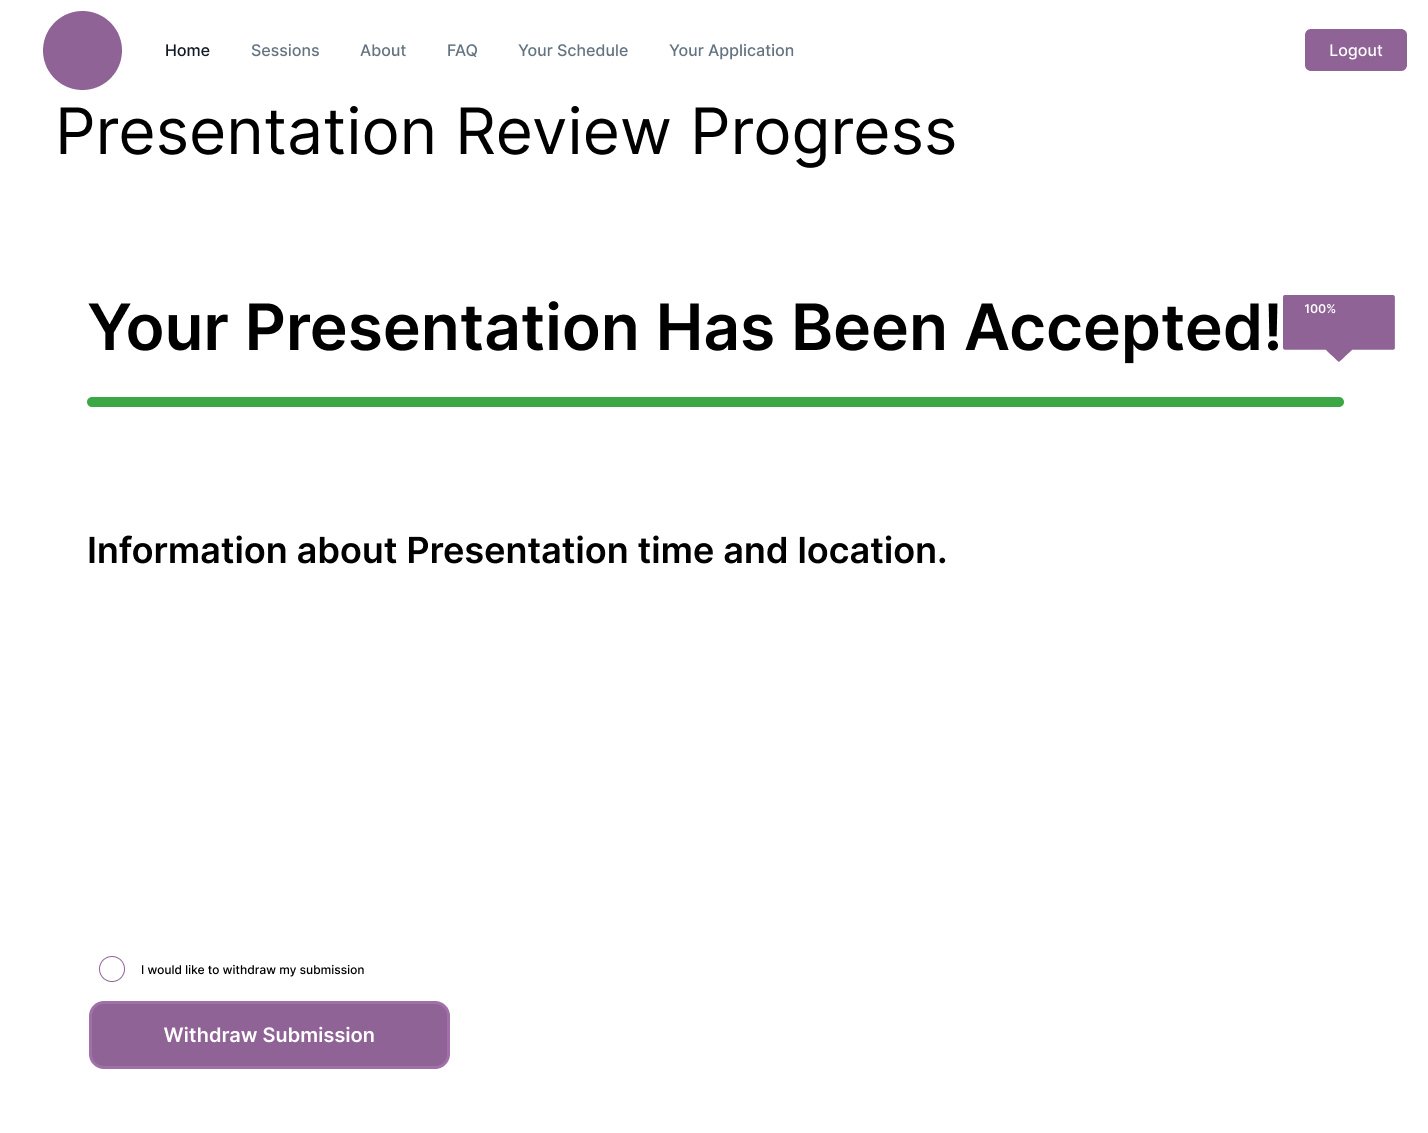 Home Sessions About FAQ Your Schedule Your Application Logout
Presentation Review Progress
Your Presentation Has Been Accepted! 100%
Information about Presentation time and location.
I would like to withdraw my submission
Withdraw Submission